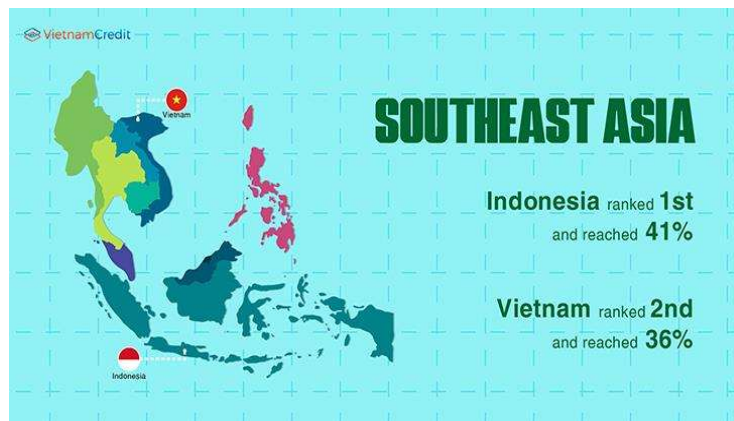 VietnamCredit
Vietnam
SOUTHEAST ASIA
Indonesia ranked 1st
and reached 41%
Vietnam ranked 2nd
and reached 36%
Indonesia